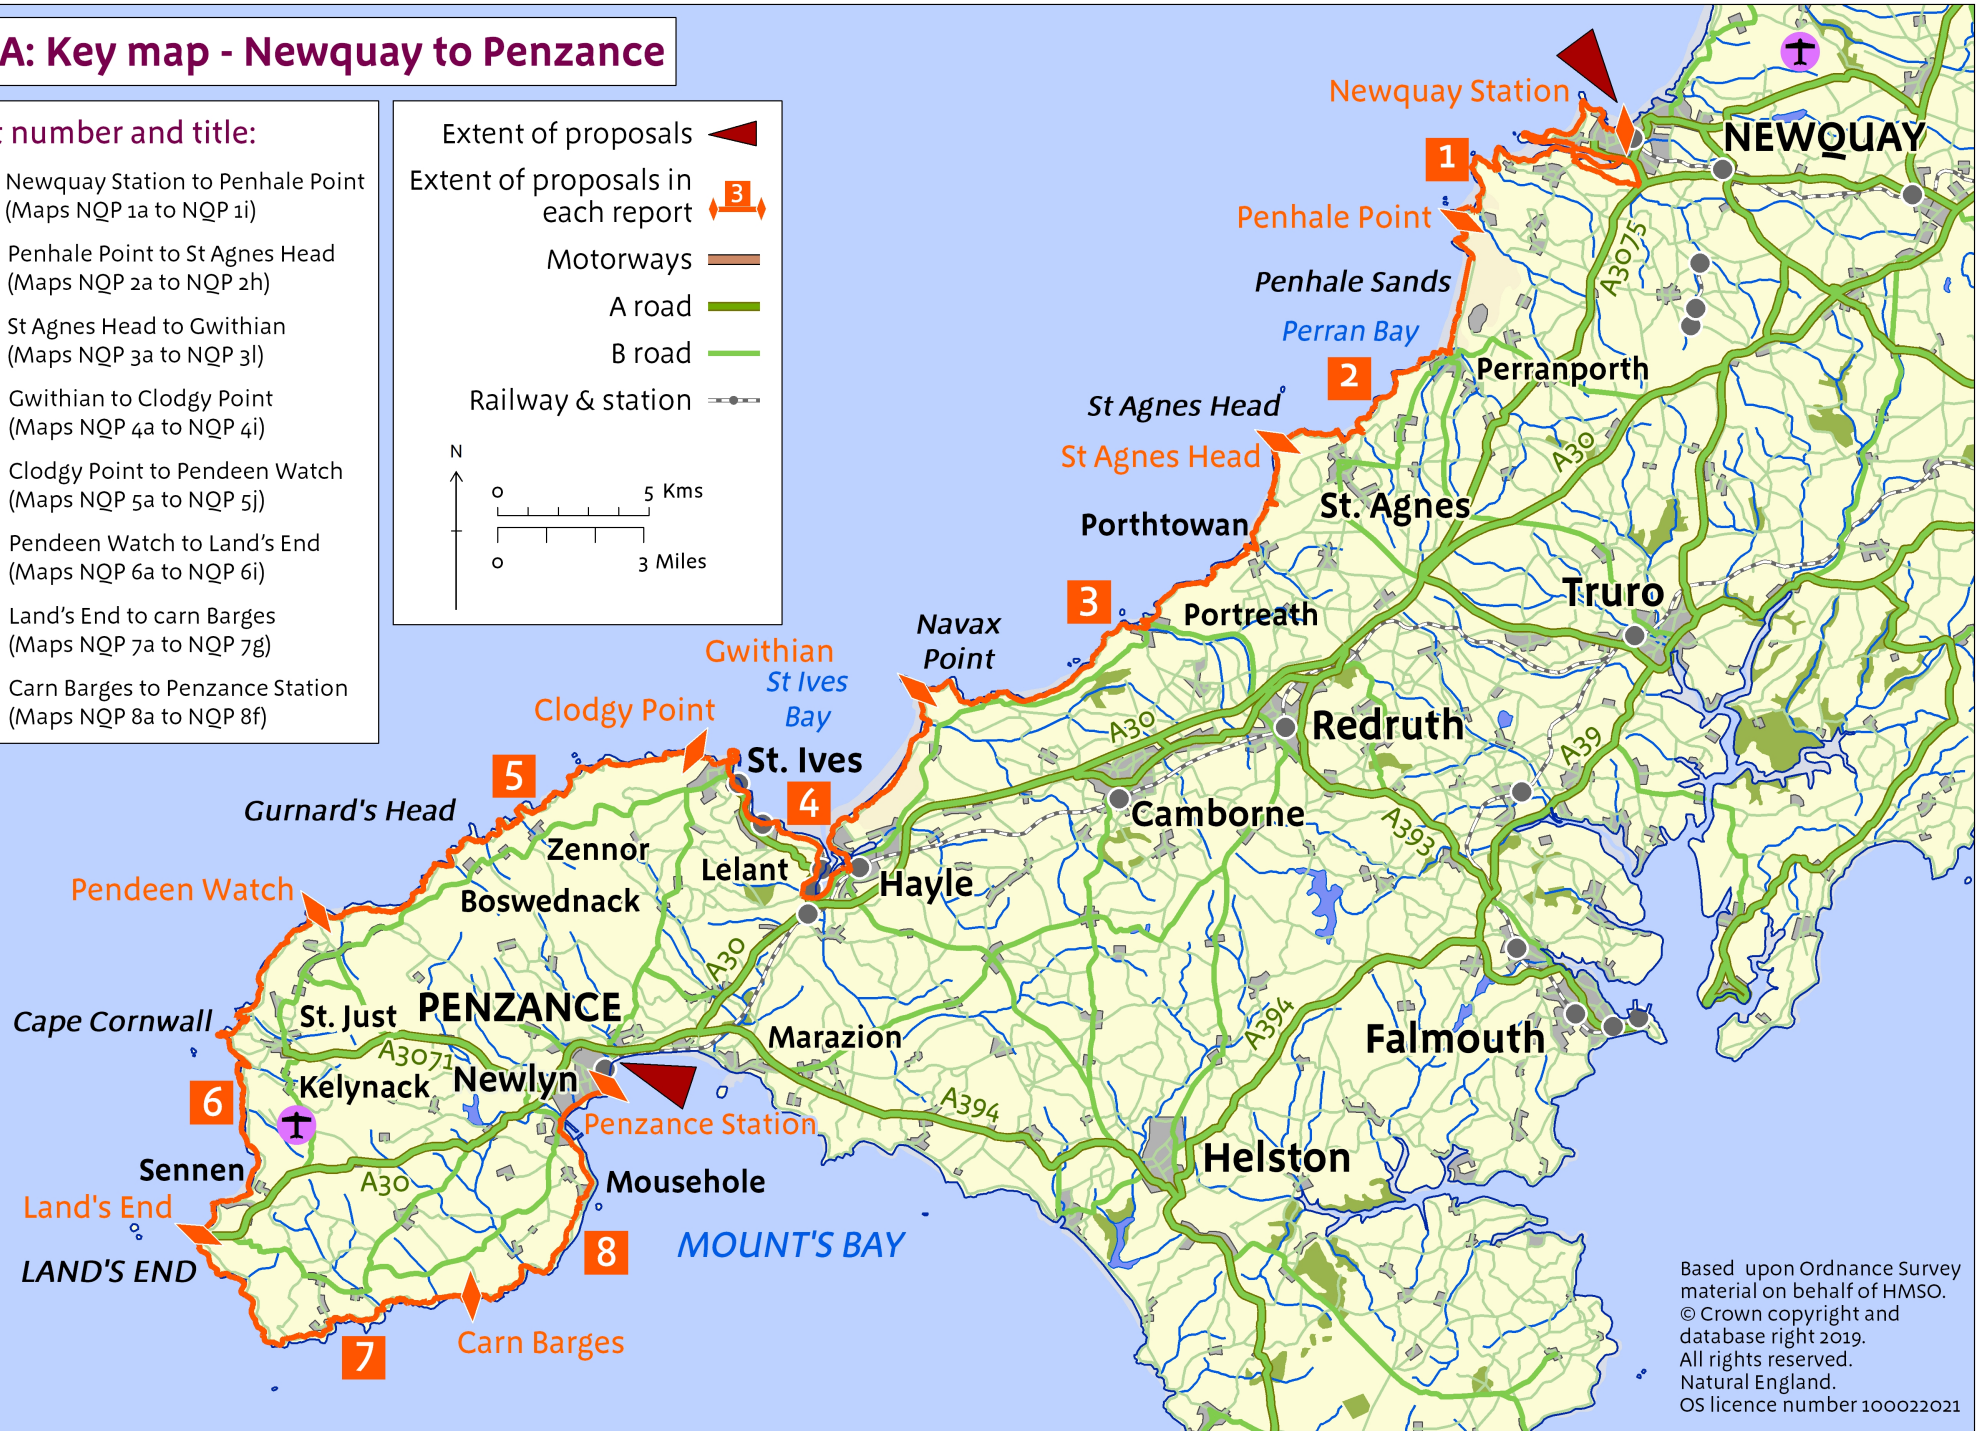 A: Key map - Newquay to Penzance
number and title:
Newquay Station to Penhale Point
(Maps NQP 1a to NQP 1i)
Penhale Point to St Agnes Head
(Maps NQP 2a to NQP 2h)
St Agnes Head to Gwithian
(Maps NQP 3a to NQP 3l)
Gwithian to Clodgy Point
(Maps NQP 4a to NQP 4i)
Clodgy Point to Pendeen Watch
(Maps NQP 5a to NQP 5j)
Pendeen Watch to Land's End
(Maps NQP 6a to NQP 6i)
Land's End to carn Barges
(Maps NQP 7a to NQP 7g)
Carn Barges to Penzance Station
(Maps NQP 8a to NQP 8f)
Extent of proposals
Extent of proposals in
each report
3
Motorways
A road
B road
Railway & station
N
0 5 Kms
0 3 Miles
Newquay Station
NEWQUAY
1
Penhale Point
A3075
Penhale Sands
Perran Bay
2
Perranporth
St Agnes Head
St Agnes Head
A30
St. Agnes
Porthtowan
Truro
3
Portreath
Navax
Point
Gwithian
St Ives
Bay
Clodgy Point
A30
Redruth
A39
St. Ives
5
4
Gurnard's Head
Camborne
A393
Zennor
Lelant
Hayle
Pendeen Watch
Boswednack
A30
PENZANCE
St. Just
Cape Cornwall
A3071
Marazion
A394
Falmouth
Kelynack
Newlyn
6
A394
Penzance Station
Sennen
A30
Mousehole
Helston
Land's End
MOUNT'S BAY
8
LAND'S END
Carn Barges
7
Based upon Ordnance Survey
material on behalf of HMSO.
© Crown copyright and
database right 2019.
All rights reserved.
Natural England.
OS licence number 100022021